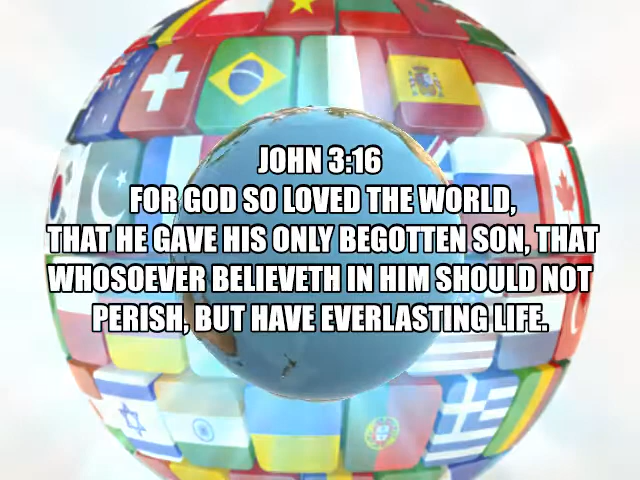 JOHN 3:16
FOR GOD SO LOVED THE WORLD,
THAT HE GAVE HIS ONLY BEGOTTEN SON, THAT
WHOSOEVER BELIEVETH IN HIM SHOULD NOT
PERISH, BUT HAVE EVERLASTING LIFE.